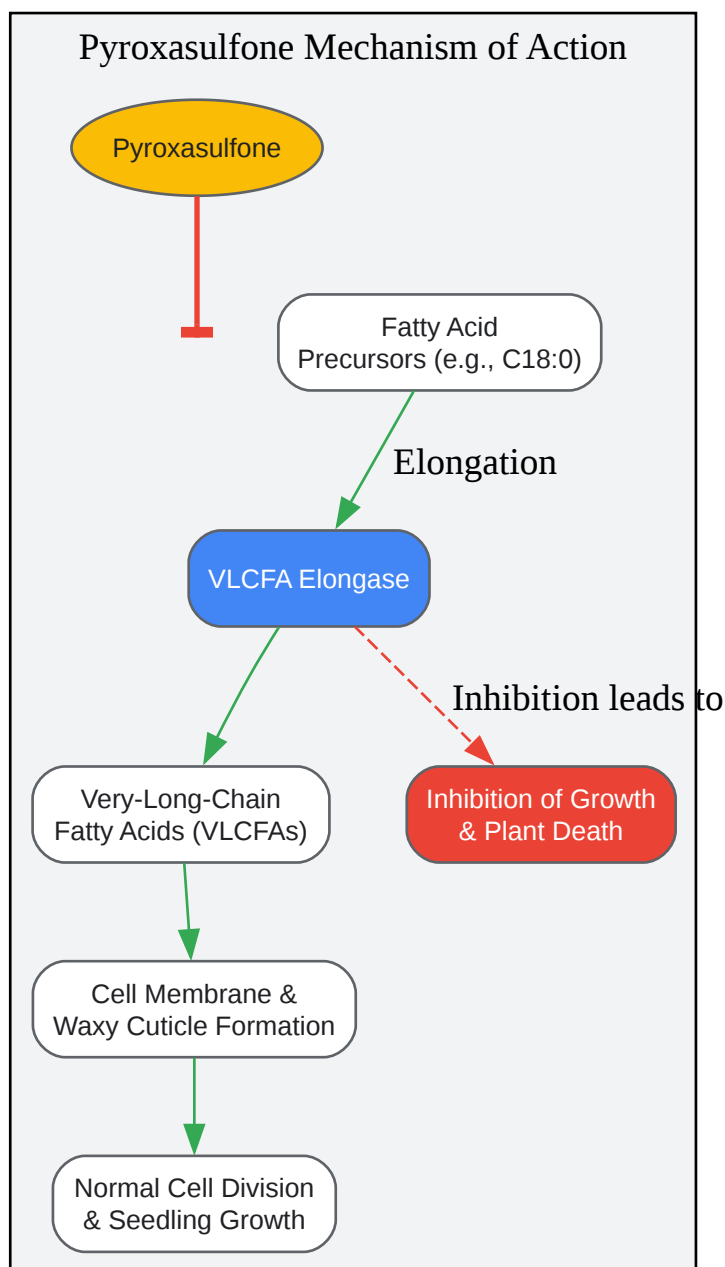 Pyroxasulfone Mechanism of Action
Pyroxasulfone
Fatty Acid
Precursors (e.g., C18:0)
Elongation
VLCFA Elongase
Inhibition leads to
Very-Long-Chain
Fatty Acids (VLCFAs)
Inhibition of Growth
& Plant Death
Cell Membrane &
Waxy Cuticle Formation
Normal Cell Division
& Seedling Growth